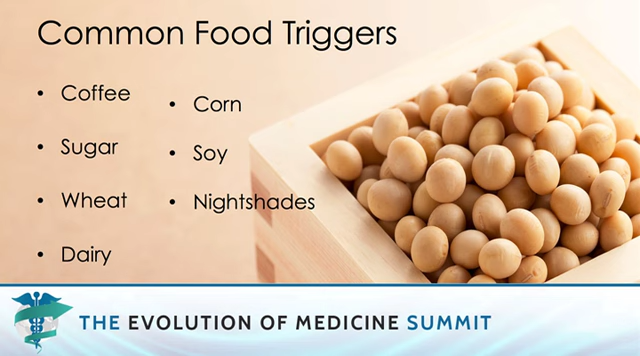 Common Food Triggers
• Coffee
• Sugar
• Wheat
• Dairy
• Corn
• Soy
• Nightshades
THE EVOLUTION OF MEDICINE SUMMIT